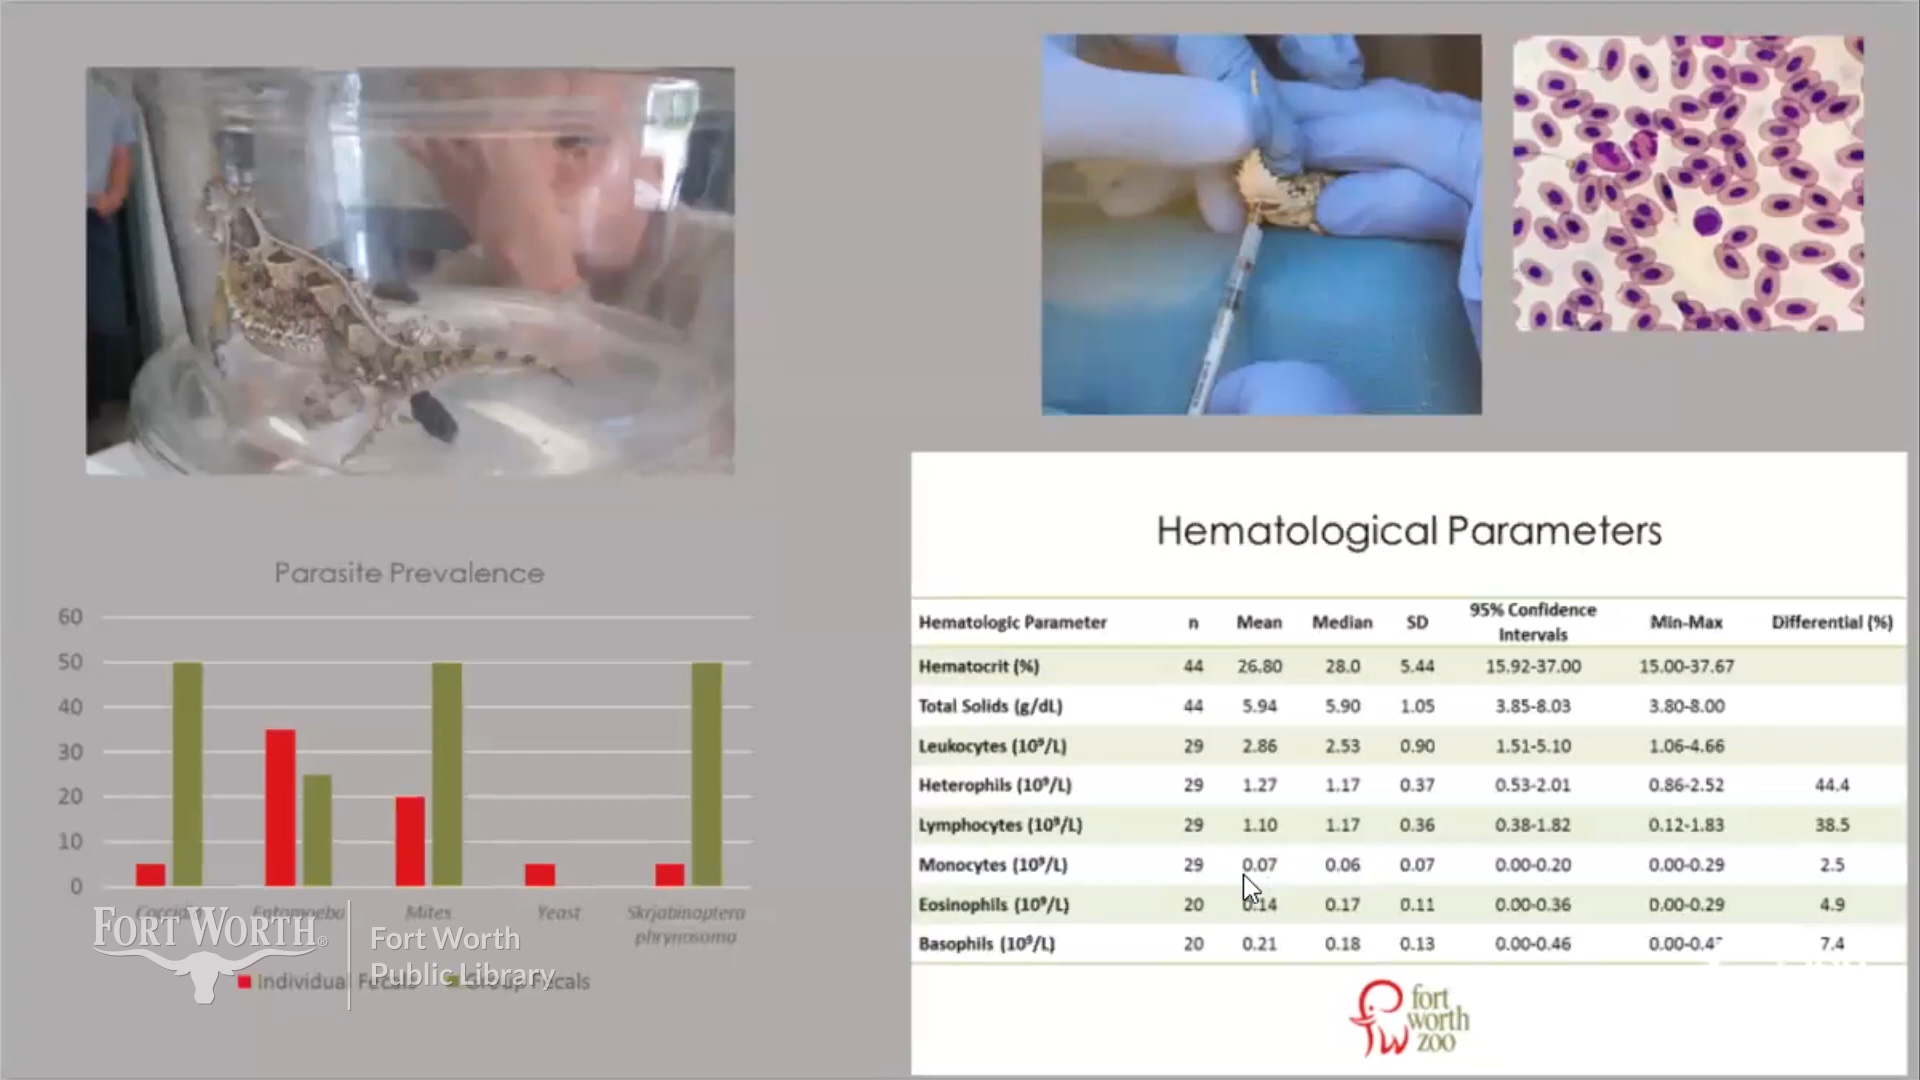 Parasite Prevalence
60
50
40
30
20
10
0
Coccidia Entamoeba Mites Yeast Skrjabinoptera
phrynosoma
Individual Fecals Group Fecals
FORT WORTH®
Fort Worth
Public Library
Hematological Parameters
Hematologic Parameter n Mean Median SD 95% Confidence Intervals Min-Max Differential (%)
Hematocrit (%) 44 26.80 28.0 5.44 15.92-37.00 15.00-37.67
Total Solids (g/dL) 44 5.94 5.90 1.05 3.85-8.03 3.80-8.00
Leukocytes (10⁹/L) 29 2.86 2.53 0.90 1.51-5.10 1.06-4.66
Heterophils (10⁹/L) 29 1.27 1.17 0.37 0.53-2.01 0.86-2.52 44.4
Lymphocytes (10⁹/L) 29 1.10 1.17 0.36 0.38-1.82 0.12-1.83 38.5
Monocytes (10⁹/L) 29 0.07 0.06 0.07 0.00-0.20 0.00-0.29 2.5
Eosinophils (10⁹/L) 20 0.14 0.17 0.11 0.00-0.36 0.00-0.29 4.9
Basophils (10⁹/L) 20 0.21 0.18 0.13 0.00-0.46 7.4
fort
worth
zoo